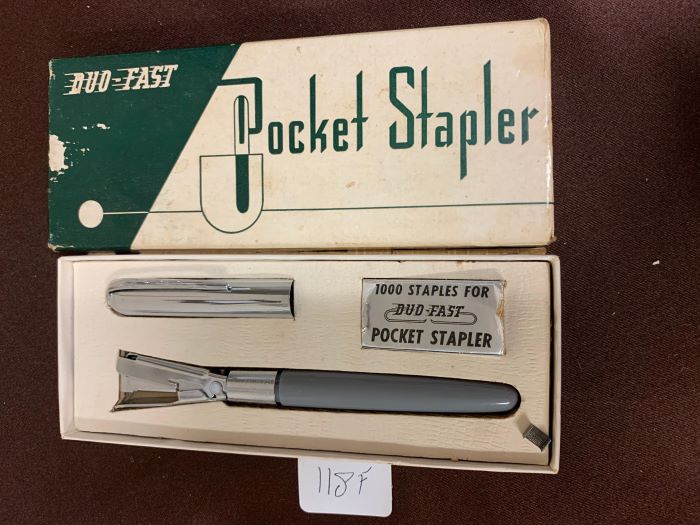 DUO-FAST
Pocket Stapler
1000 STAPLES FOR
DUO-FAST
POCKET STAPLER
118F